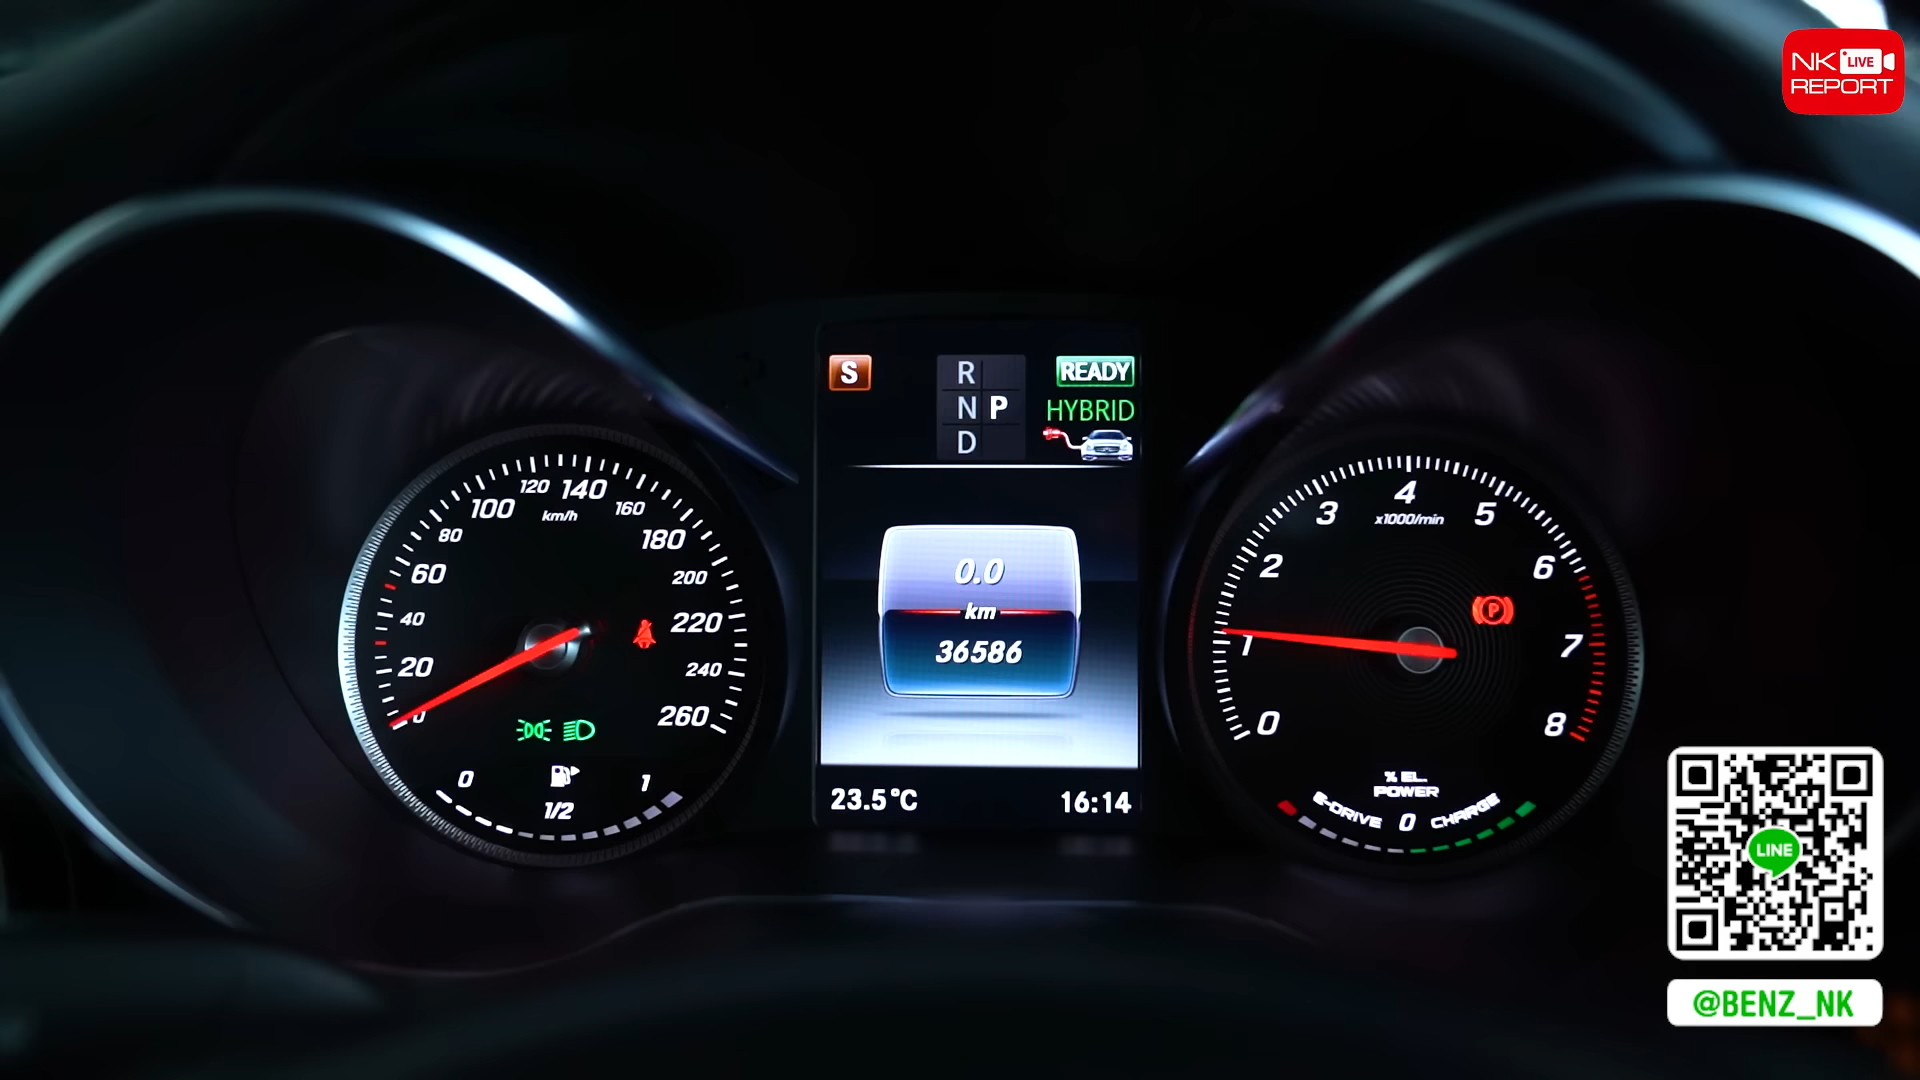 NK LIVE
REPORT
S
R
N P
D
READY
HYBRID
0
20
40
60
80
100
120
140
160
180
200
220
240
260
km/h
0
1/2
1
0.0
km
36586
23.5°C
16:14
0
1
2
3
4
5
6
7
8
x1000/min
P
% EL.
POWER
E-DRIVE 0 CHARGE
LINE
@BENZ_NK